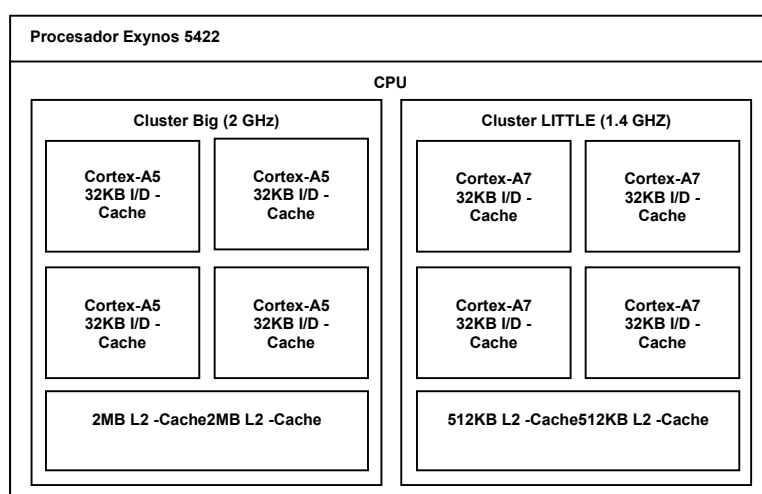 Procesador Exynos 5422
CPU
Cluster Big (2 GHz)
Cortex-A5
32KB I/D -
Cache
Cortex-A5
32KB I/D -
Cache
Cortex-A5
32KB I/D -
Cache
Cortex-A5
32KB I/D -
Cache
2MB L2 -Cache2MB L2 -Cache
Cluster LITTLE (1.4 GHZ)
Cortex-A7
32KB I/D -
Cache
Cortex-A7
32KB I/D -
Cache
Cortex-A7
32KB I/D -
Cache
Cortex-A7
32KB I/D -
Cache
512KB L2 -Cache512KB L2 -Cache